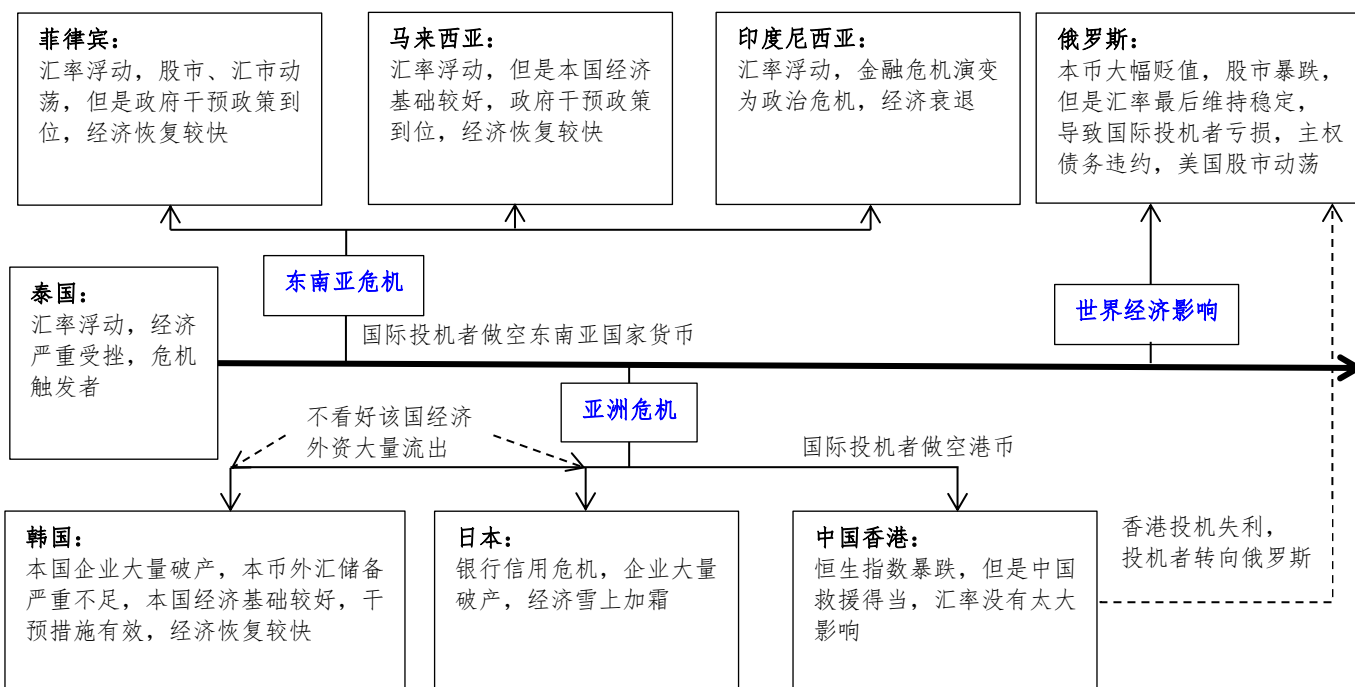 菲律宾：
汇率浮动，股市、汇市动
荡，但是政府干预政策到
位，经济恢复较快
马来西亚：
汇率浮动，但是本国经济
基础较好，政府干预政策
到位，经济恢复较快
印度尼西亚：
汇率浮动，金融危机演变
为政治危机，经济衰退
俄罗斯：
本币大幅贬值，股市暴跌，
但是汇率最后维持稳定，
导致国际投机者亏损，主权
债务违约，美国股市动荡
东南亚危机
世界经济影响
泰国：
汇率浮动，经济
严重受挫，危机
触发者
国际投机者做空东南亚国家货币
亚洲危机
不看好该国经济
外资大量流出
国际投机者做空港币
韩国：
本国企业大量破产，本币外汇储备
严重不足，本国经济基础较好，干
预措施有效，经济恢复较快
日本：
银行信用危机，企业大量
破产，经济雪上加霜
中国香港：
恒生指数暴跌，但是中国
救援得当，汇率没有太大
影响
香港投机失利，
投机者转向俄罗斯